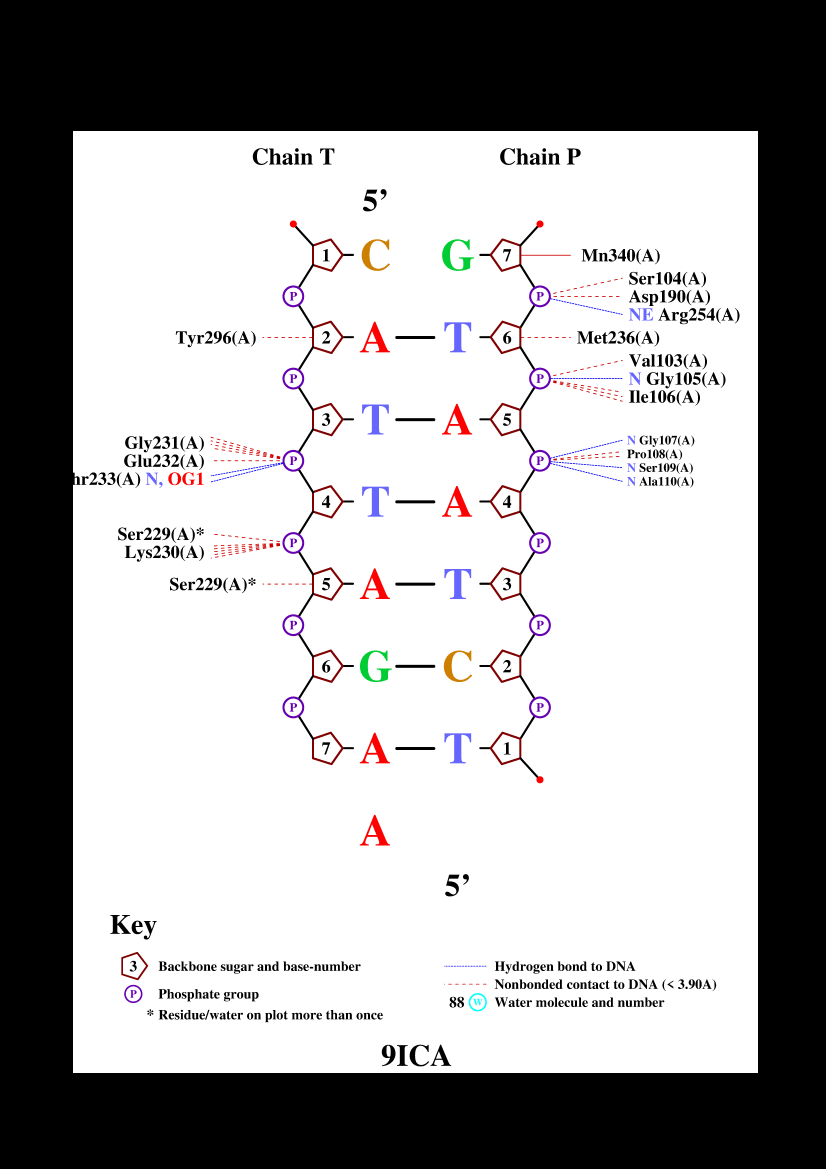 Chain T Chain P
5’
1 C G 7 Mn340(A)
Ser104(A)
P P Asp190(A)
NE Arg254(A)
Tyr296(A) 2 A T 6 Met236(A)
Val103(A)
P P N Gly105(A)
Ile106(A)
3 T A 5
Gly231(A) N Gly107(A)
Glu232(A) P P Pro108(A)
hr233(A) N, OG1 N Ser109(A)
N Ala110(A)
4 T A 4
Ser229(A)*
P P
Lys230(A)
Ser229(A)* 5 A T 3
P P
6 G C 2
P P
7 A T 1
A
5’
Key
3 Backbone sugar and base-number Hydrogen bond to DNA
Nonbonded contact to DNA (< 3.90A)
P Phosphate group 88 W Water molecule and number
* Residue/water on plot more than once
9ICA